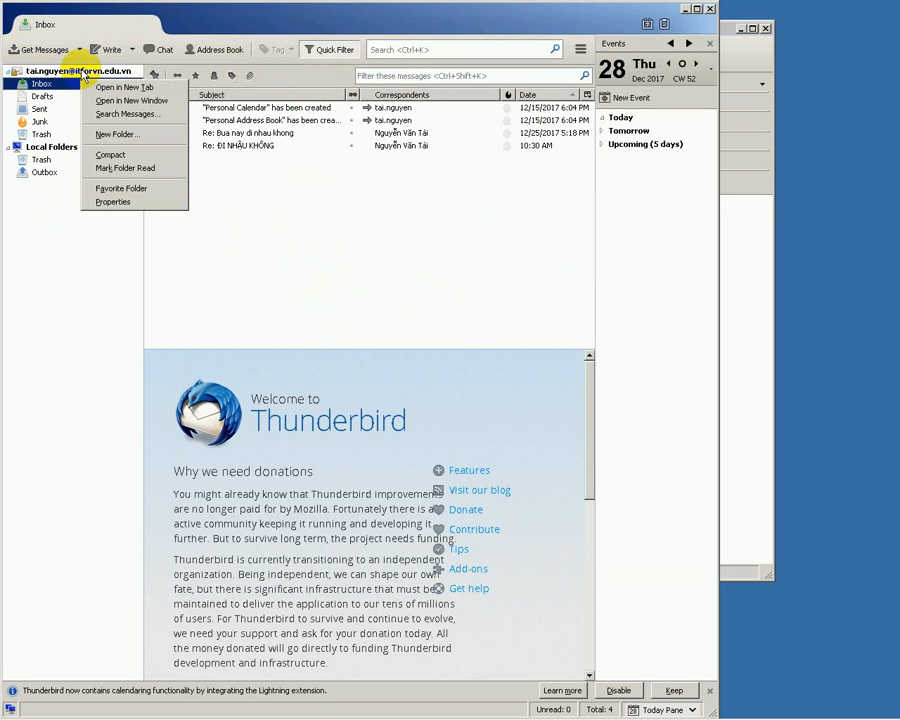 Inbox
Get Messages
Write
Chat
Address Book
Tag
Quick Filter
Search <Ctrl+K>
tai.nguyen@itforvn.edu.vn
Inbox
Drafts
Sent
Junk
Trash
Local Folders
Trash
Outbox
Open in New Tab
Open in New Window
Search Messages...
New Folder...
Compact
Mark Folder Read
Favorite Folder
Properties
Filter these messages <Ctrl+Shift+K>
Subject Correspondents Date
"Personal Calendar" has been created tai.nguyen 12/15/2017 6:04 PM
"Personal Address Book" has been crea... tai.nguyen 12/15/2017 6:04 PM
Re: Bua nay di nhau khong Nguyễn Văn Tài 12/25/2017 5:18 PM
Re: ĐI NHẬU KHÔNG Nguyễn Văn Tài 10:30 AM
Events
28 Thu
Dec 2017 CW 52
New Event
Today
Tomorrow
Upcoming (5 days)
Welcome to
Thunderbird
Why we need donations
You might already know that Thunderbird improvements
are no longer paid for by Mozilla. Fortunately there is a
active community keeping it running and developing it
further. But to survive long term, the project needs funding.
Thunderbird is currently transitioning to an independent
organization. Being independent, we can shape our own
fate, but there is significant infrastructure that must be
maintained to deliver the application to our tens of millions
of users. For Thunderbird to survive and continue to evolve,
we need your support and ask for your donation today. All
the money donated will go directly to funding Thunderbird
development and infrastructure.
Features
Visit our blog
Donate
Contribute
Tips
Add-ons
Get help
Thunderbird now contains calendaring functionality by integrating the Lightning extension.
Learn more
Disable
Keep
Unread: 0
Total: 4
28 Today Pane